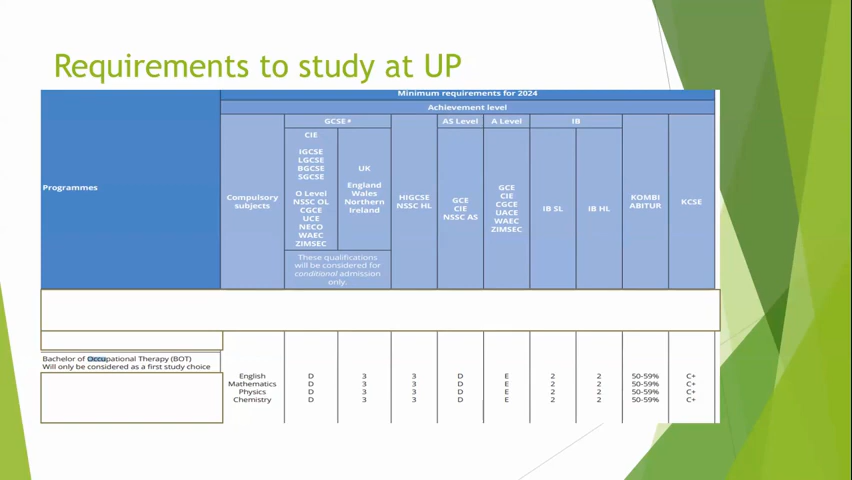 Requirements to study at UP
Minimum requirements for 2024
Achievement level
GCSE+ AS Level A Level IB
Programmes
Compulsory
subjects
CIE
IGCSE
LGCSE
BGCSE
SGCSE
O Level
NSSC OL
CGCE
UCE
NECO
WAEC
ZIMSEC
UK
England
Wales
Northern
Ireland
These qualifications
will be considered for
conditional admission
only.
HIGCSE
NSSC HL
GCE
CIE
NSSC AS
GCE
CIE
CGCE
UACE
WAEC
ZIMSEC
IB SL
IB HL
KOMBI
ABITUR
KCSE
Bachelor of Occupational Therapy (BOT)
Will only be considered as a first study choice
English D 3 3 D E 2 2 50-59% C+
Mathematics D 3 3 D E 2 2 50-59% C+
Physics D 3 3 D E 2 2 50-59% C+
Chemistry D 3 3 D E 2 2 50-59% C+